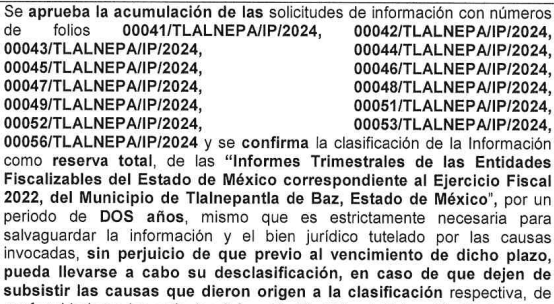 Se aprueba la acumulación de las solicitudes de información con números
de folios 00041/TLALNEPA/IP/2024, 00042/TLALNEPA/IP/2024,
00043/TLALNEPA/IP/2024, 00044/TLALNEPA/IP/2024,
00045/TLALNEPA/IP/2024, 00046/TLALNEPA/IP/2024,
00047/TLALNEPA/IP/2024, 00048/TLALNEPA/IP/2024,
00049/TLALNEPA/IP/2024, 00051/TLALNEPA/IP/2024,
00052/TLALNEPA/IP/2024, 00053/TLALNEPA/IP/2024,
00056/TLALNEPA/IP/2024 y se confirma la clasificación de la Información
como reserva total, de las “Informes Trimestrales de las Entidades
Fiscalizables del Estado de México correspondiente al Ejercicio Fiscal
2022, del Municipio de Tlalnepantla de Baz, Estado de México", por un
periodo de DOS años, mismo que es estrictamente necesaria para
salvaguardar la información y el bien jurídico tutelado por las causas
invocadas, sin perjuicio de que previo al vencimiento de dicho plazo,
pueda llevarse a cabo su desclasificación, en caso de que dejen de
subsistir las causas que dieron origen a la clasificación respectiva, de